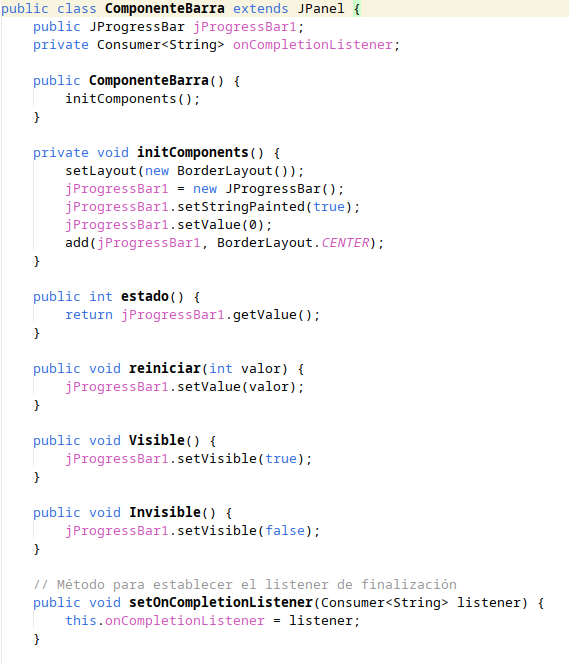 public class ComponenteBarra extends JPanel {
    public JProgressBar jProgressBar1;
    private Consumer<String> onCompletionListener;

    public ComponenteBarra() {
        initComponents();
    }

    private void initComponents() {
        setLayout(new BorderLayout());
        jProgressBar1 = new JProgressBar();
        jProgressBar1.setStringPainted(true);
        jProgressBar1.setValue(0);
        add(jProgressBar1, BorderLayout.CENTER);
    }

    public int estado() {
        return jProgressBar1.getValue();
    }

    public void reiniciar(int valor) {
        jProgressBar1.setValue(valor);
    }

    public void Visible() {
        jProgressBar1.setVisible(true);
    }

    public void Invisible() {
        jProgressBar1.setVisible(false);
    }

    // Método para establecer el listener de finalización
    public void setOnCompletionListener(Consumer<String> listener) {
        this.onCompletionListener = listener;
    }